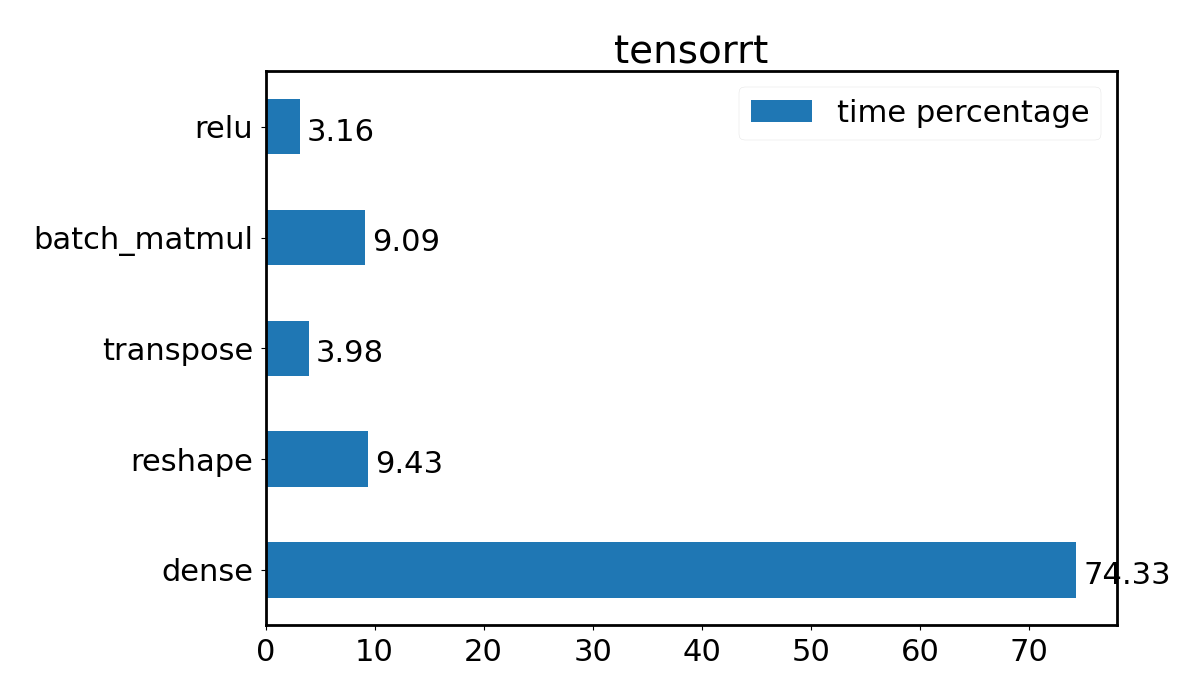 tensorrt
time percentage
relu 3.16
batch_matmul 9.09
transpose 3.98
reshape 9.43
dense 74.33
0 10 20 30 40 50 60 70